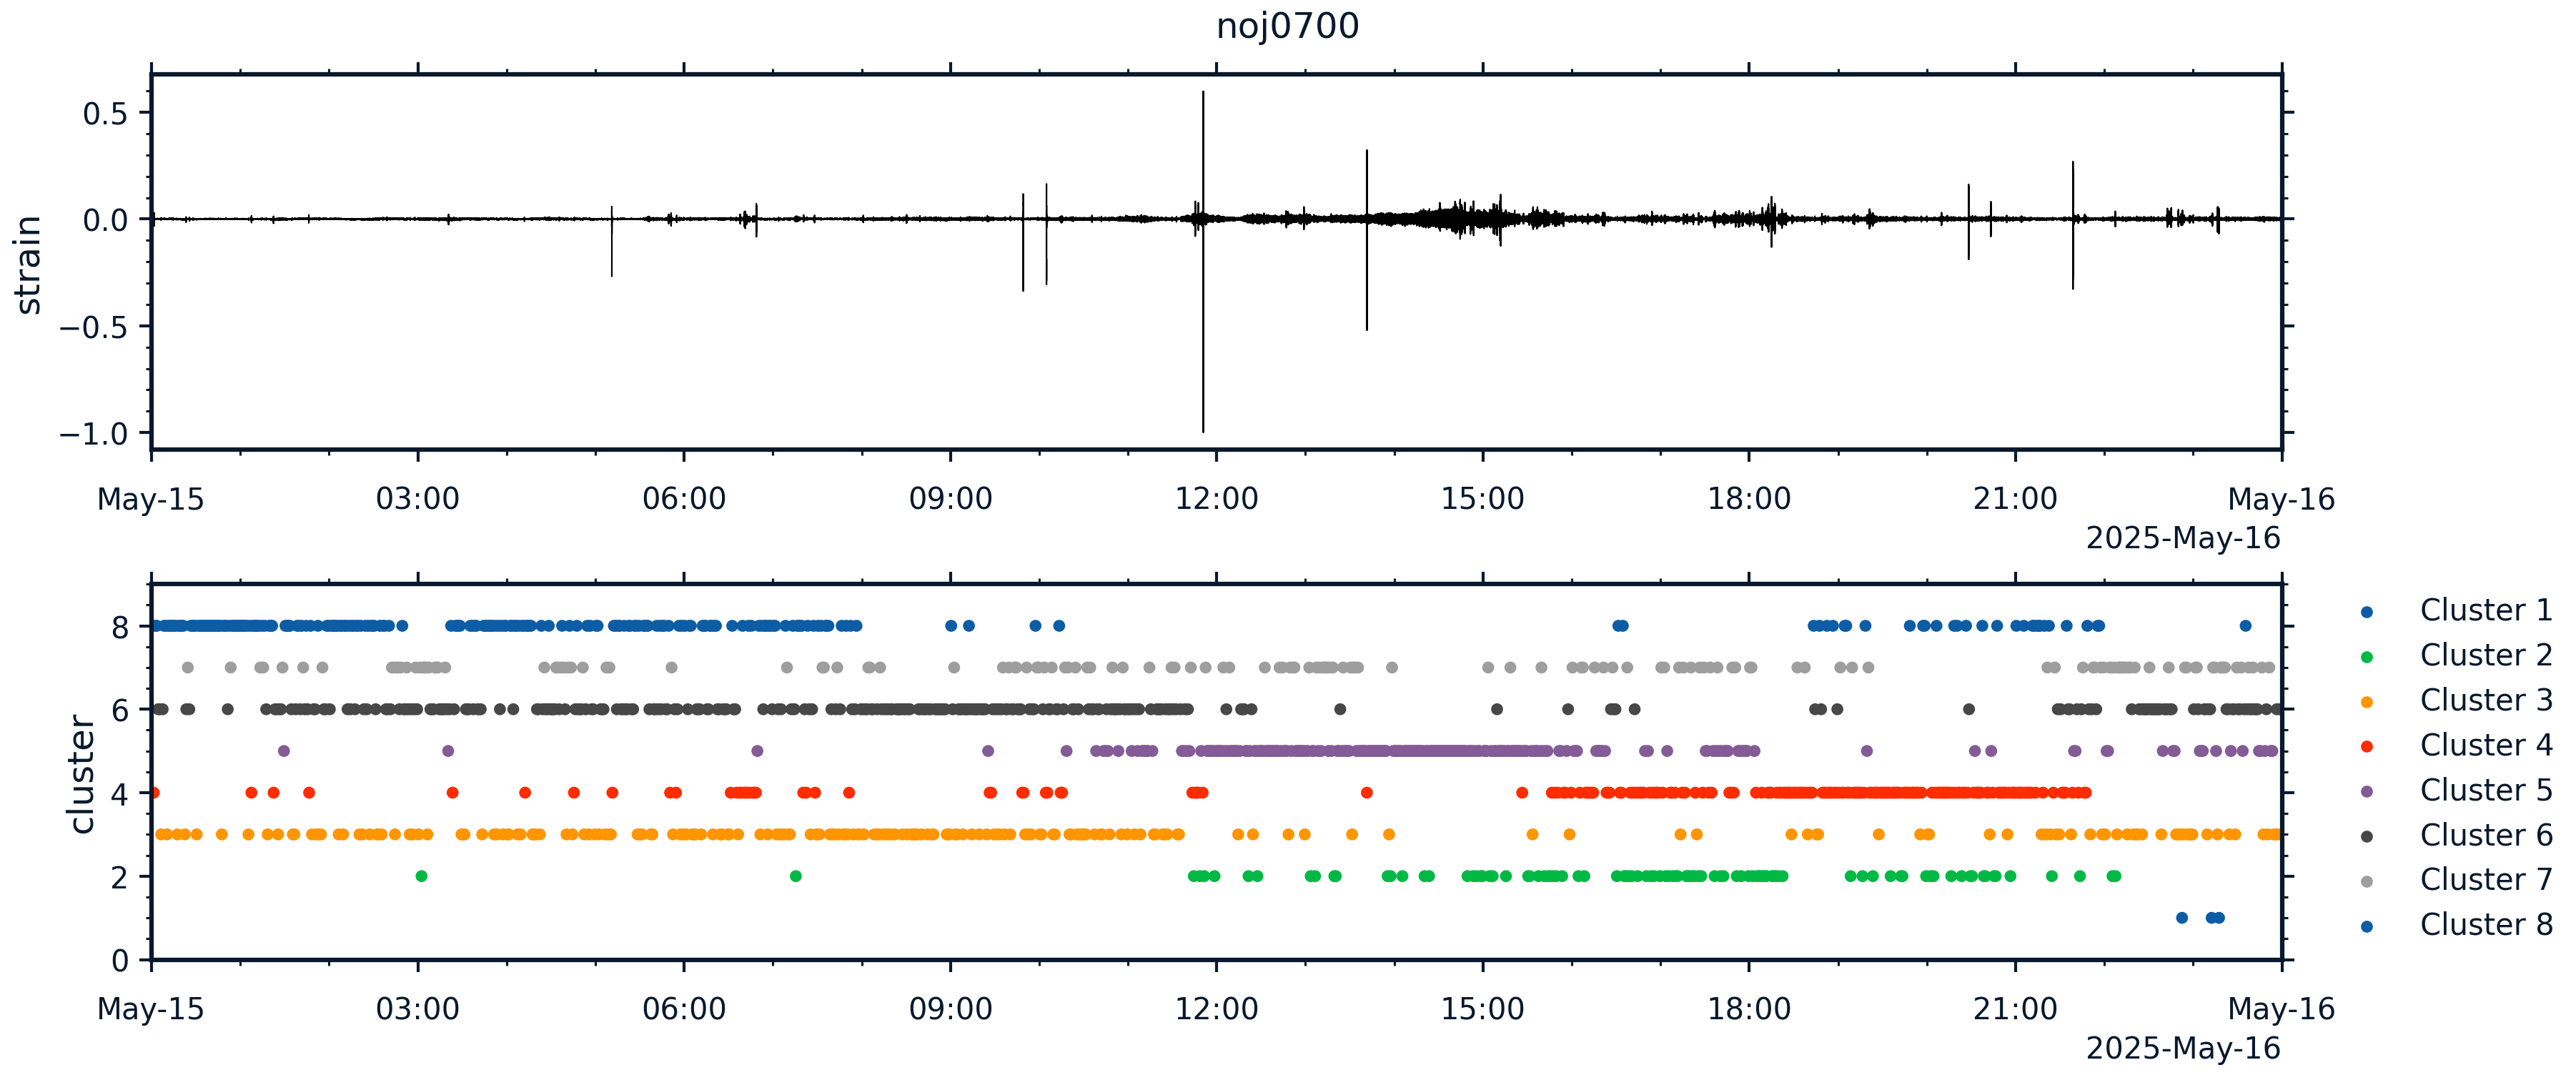 noj0700
0.5
0.0
−0.5
−1.0
strain
May-15 03:00 06:00 09:00 12:00 15:00 18:00 21:00 May-16
2025-May-16
8
6
4
2
0
cluster
May-15 03:00 06:00 09:00 12:00 15:00 18:00 21:00 May-16
2025-May-16
Cluster 1
Cluster 2
Cluster 3
Cluster 4
Cluster 5
Cluster 6
Cluster 7
Cluster 8